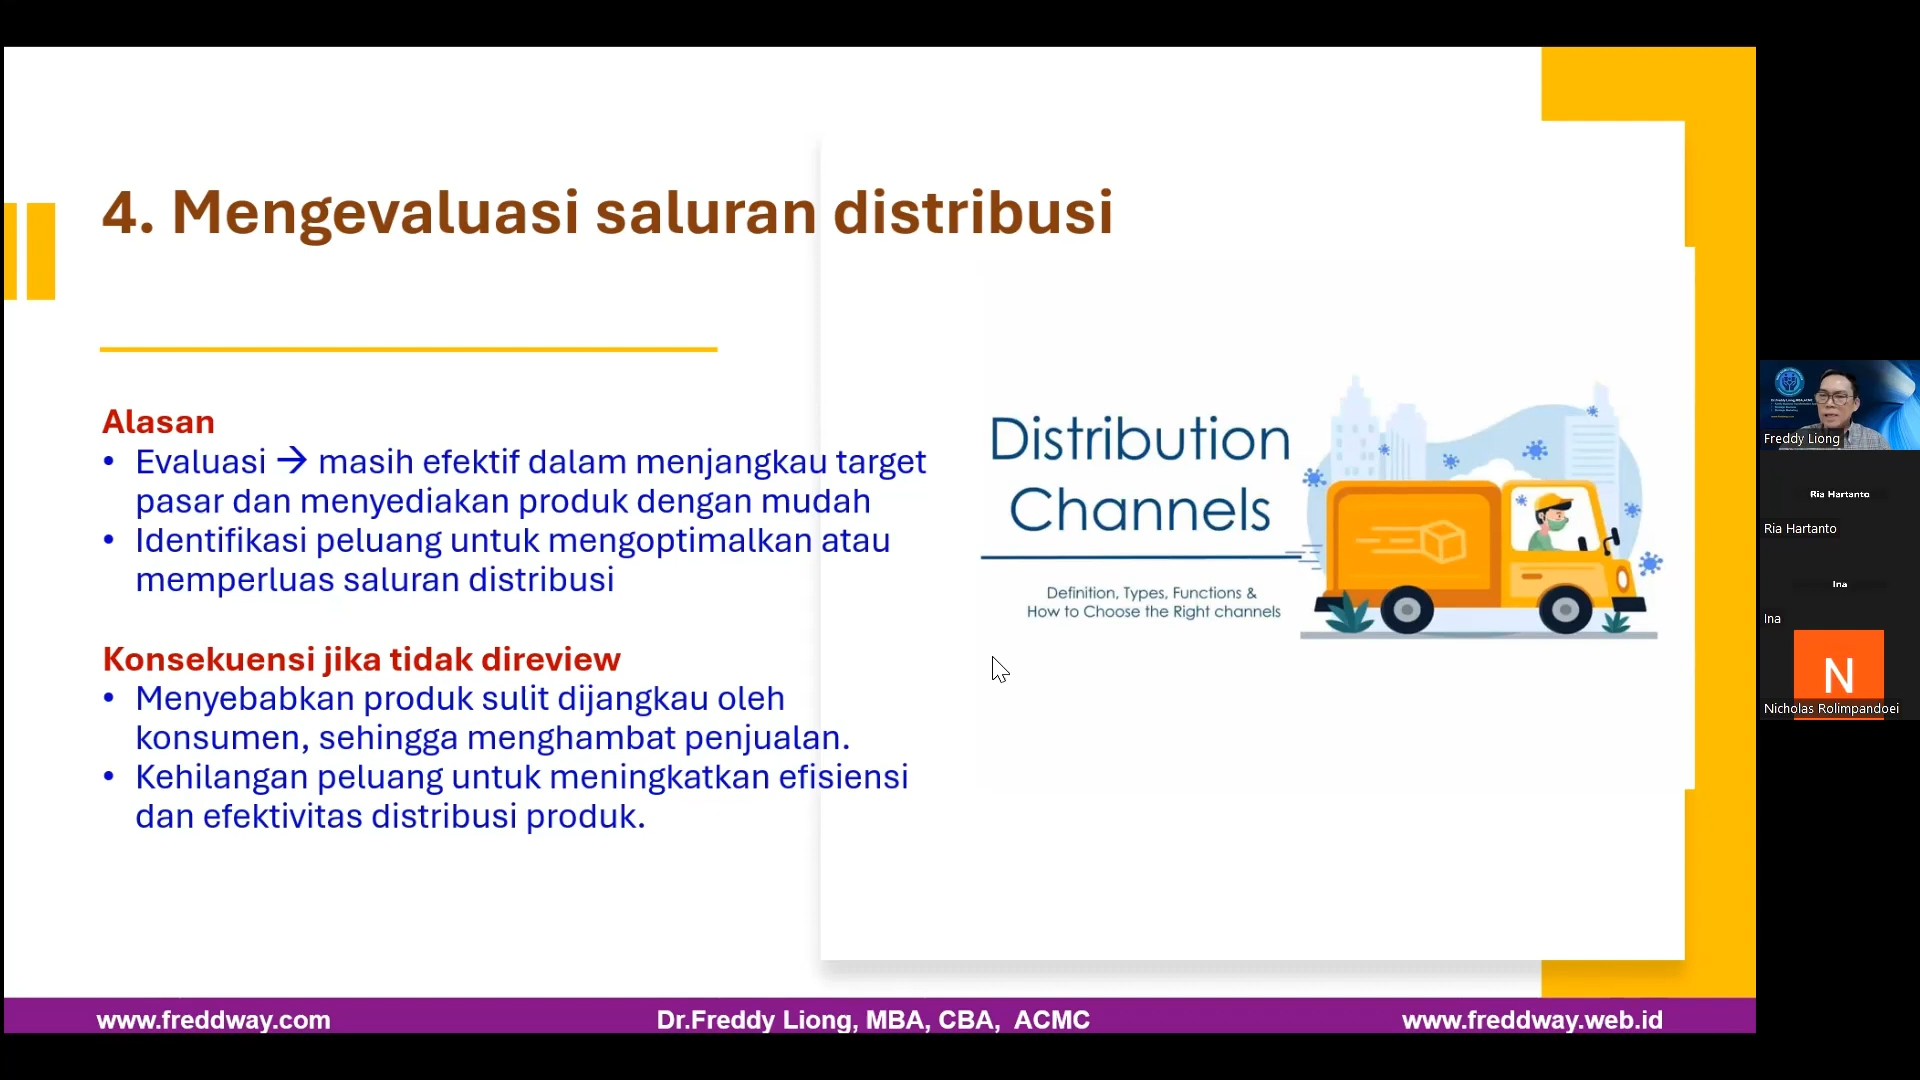 4. Mengevaluasi saluran distribusi
Alasan
• Evaluasi → masih efektif dalam menjangkau target
pasar dan menyediakan produk dengan mudah
• Identifikasi peluang untuk mengoptimalkan atau
memperluas saluran distribusi
Konsekuensi jika tidak direview
• Menyebabkan produk sulit dijangkau oleh
konsumen, sehingga menghambat penjualan.
• Kehilangan peluang untuk meningkatkan efisiensi
dan efektivitas distribusi produk.
Distribution
Channels
Definition, Types, Functions &
How to Choose the Right channels
www.freddway.com
Dr.Freddy Liong, MBA, CBA, ACMC
www.freddway.web.id
Freddy Liong
Ria Hartanto
Ria Hartanto
Ina
Ina
N
Nicholas Rolimpandoei